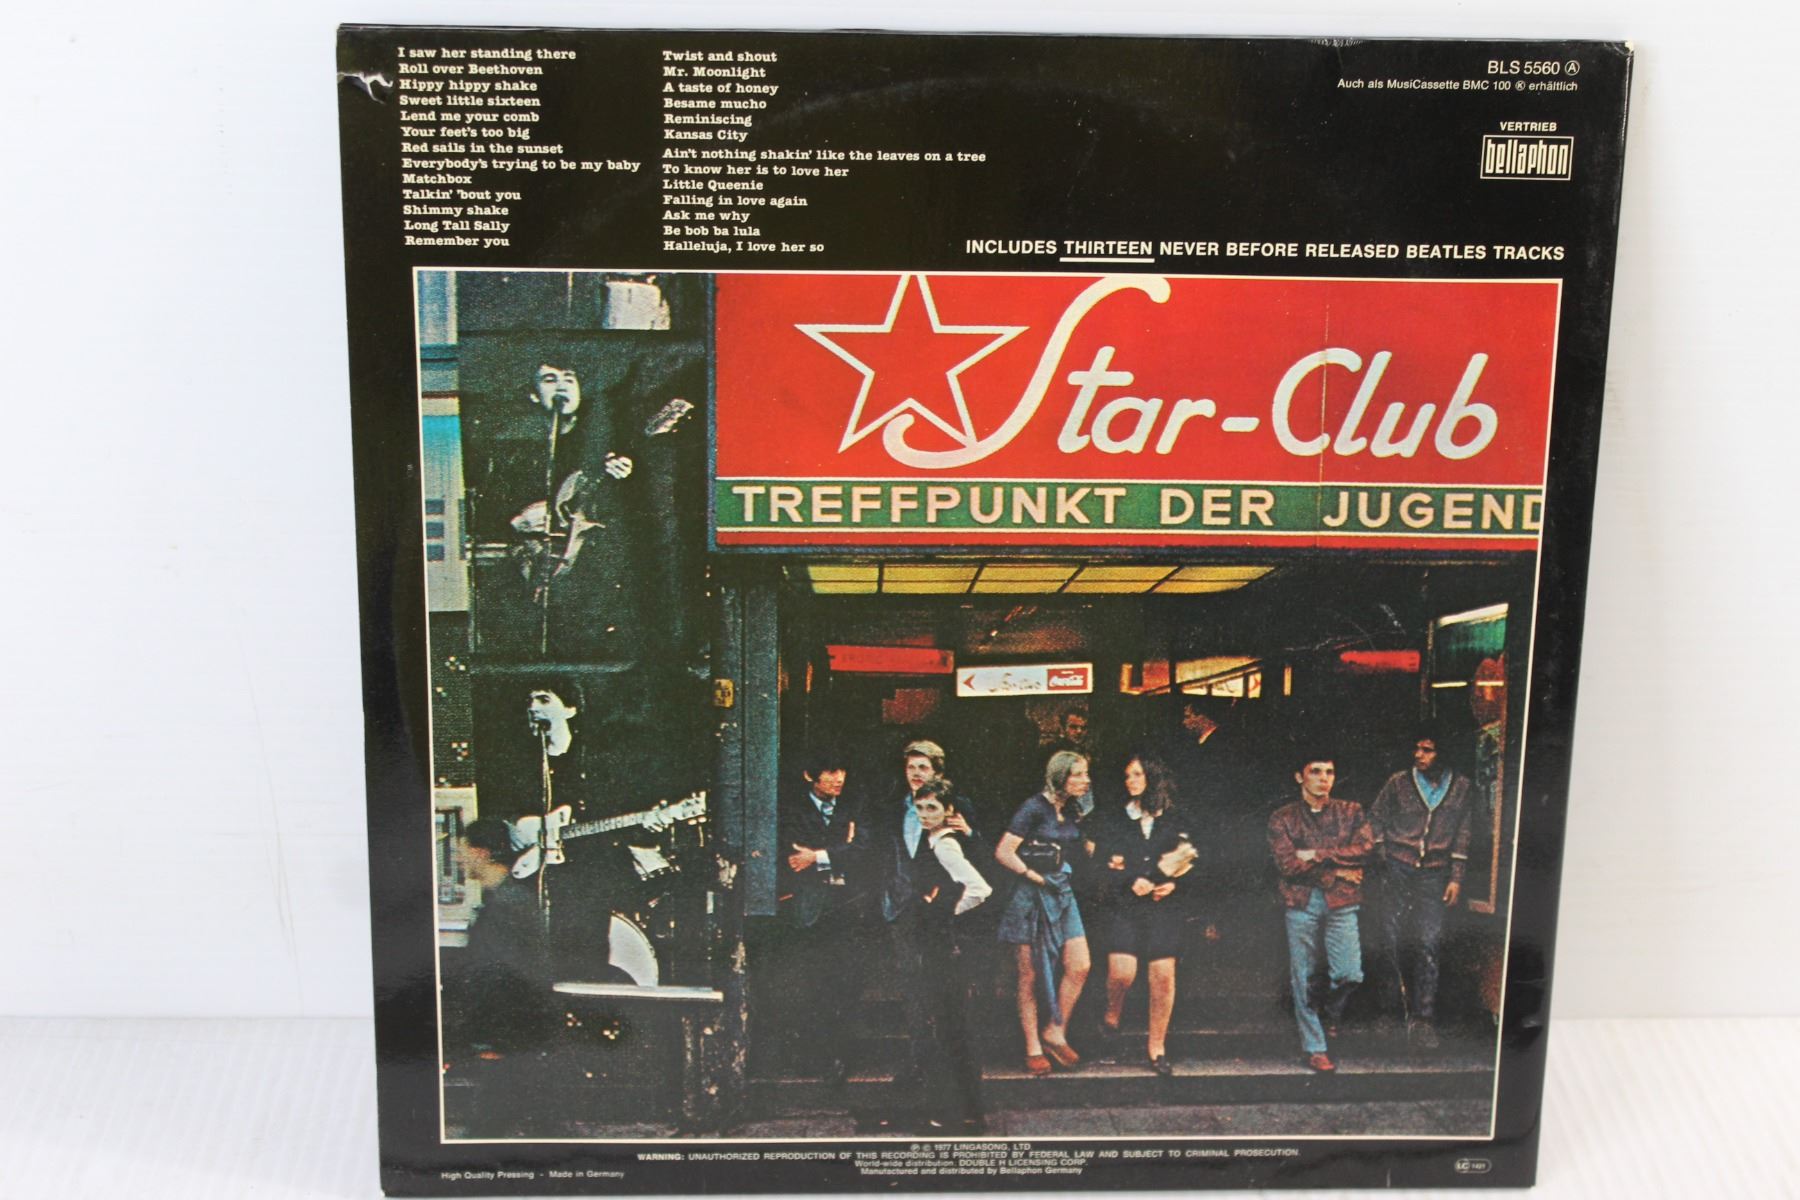 I saw her standing there
Roll over Beethoven
Hippy hippy shake
Sweet little sixteen
Lend me your comb
Your feet's too big
Red sails in the sunset
Everybody's trying to be my baby
Matchbox
Talkin' 'bout you
Shimmy shake
Long Tall Sally
Remember you
Twist and shout
Mr. Moonlight
A taste of honey
Besame mucho
Reminiscing
Kansas City
Ain't nothing shakin' like the leaves on a tree
To know her is to love her
Little Queenie
Falling in love again
Ask me why
Be bob ba lula
Halleluja, I love her so
BLS 5560 Ⓐ
Auch als MusiCassette BMC 100 Ⓚ erhältlich
VERTRIEB
bellaphon
INCLUDES THIRTEEN NEVER BEFORE RELEASED BEATLES TRACKS
Star-Club
TREFFPUNKT DER JUGEND
Coca-Cola
℗ © 1977 LINGASONG, LTD.
WARNING: UNAUTHORIZED REPRODUCTION OF THIS RECORDING IS PROHIBITED BY FEDERAL LAW AND SUBJECT TO CRIMINAL PROSECUTION.
World-wide distribution: DOUBLE H LICENSING CORP.
Manufactured and distributed by Bellaphon Germany
High Quality Pressing - Made in Germany
LC 1421